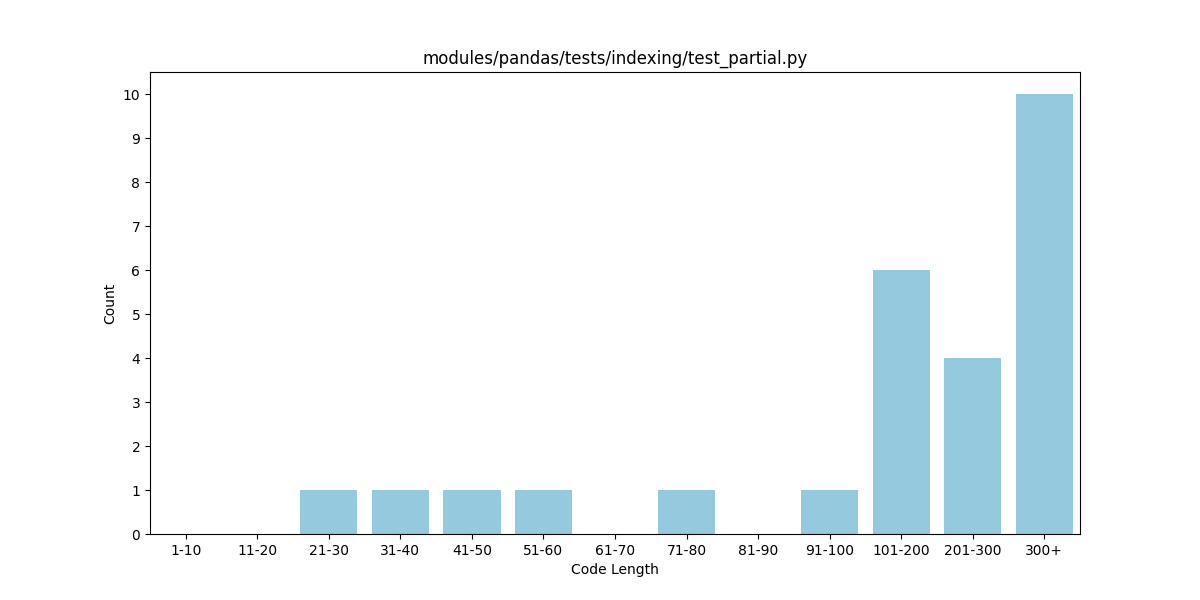 modules/pandas/tests/indexing/test_partial.py
10
9
8
7
6
5
4
3
2
1
0
Count
1-10 11-20 21-30 31-40 41-50 51-60 61-70 71-80 81-90 91-100 101-200 201-300 300+
Code Length